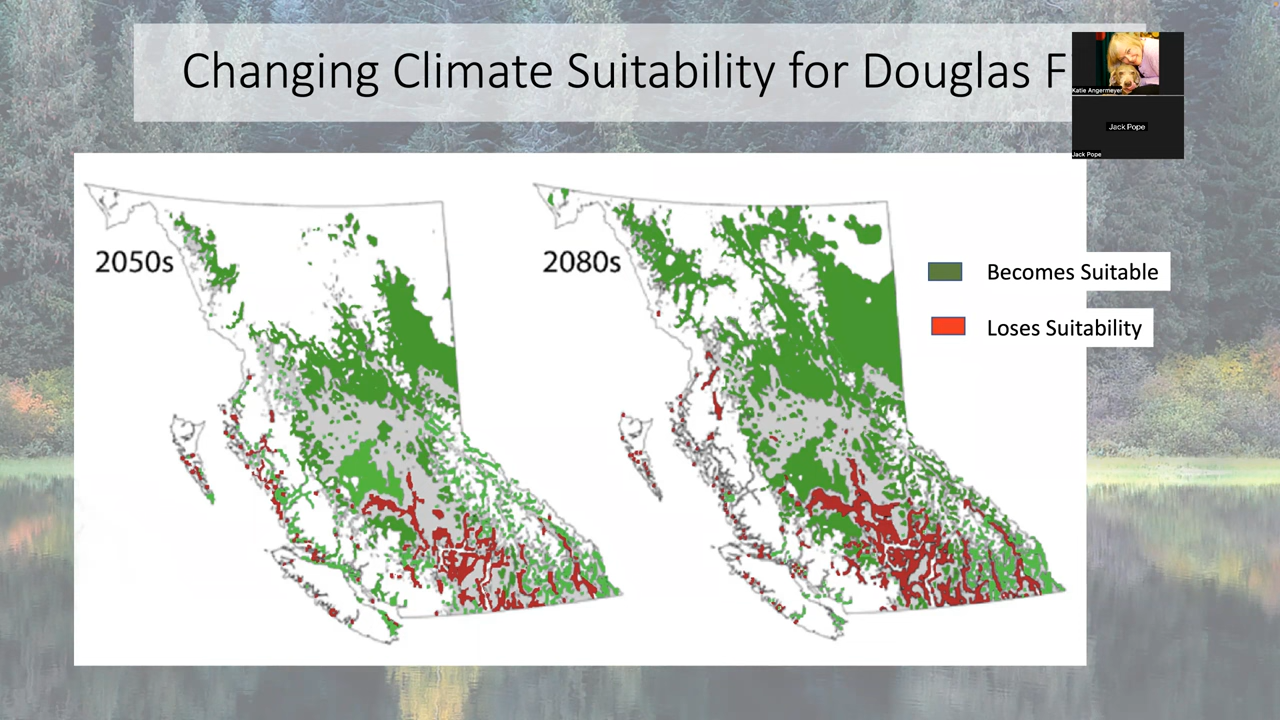 Changing Climate Suitability for Douglas F
Katie Angermeyer
Jack Pope
Jack Pope
2050s
2080s
Becomes Suitable
Loses Suitability